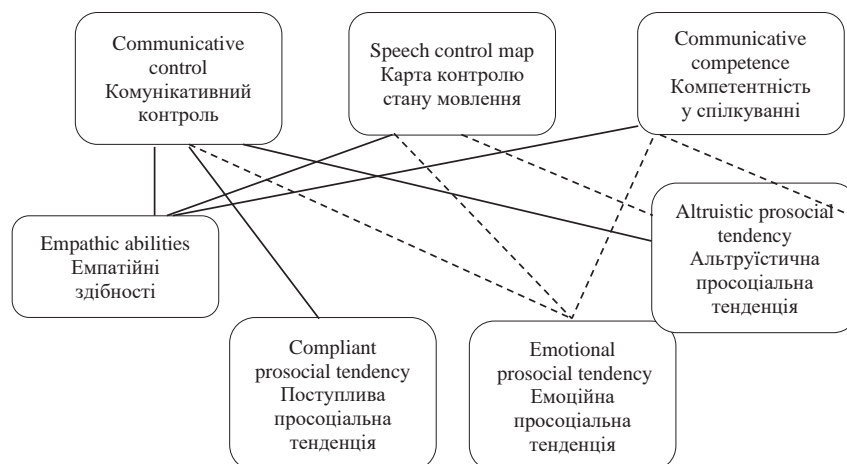 Communicative
control
Комунікативний
контроль
Speech control map
Карта контролю
стану мовлення
Communicative
competence
Компетентність
у спілкуванні
Empathic abilities
Емпатійні
здібності
Altruistic prosocial
tendency
Альтруїстична
просоціальна
тенденція
Compliant
prosocial tendency
Поступлива
просоціальна
тенденція
Emotional
prosocial tendency
Емоційна
просоціальна
тенденція